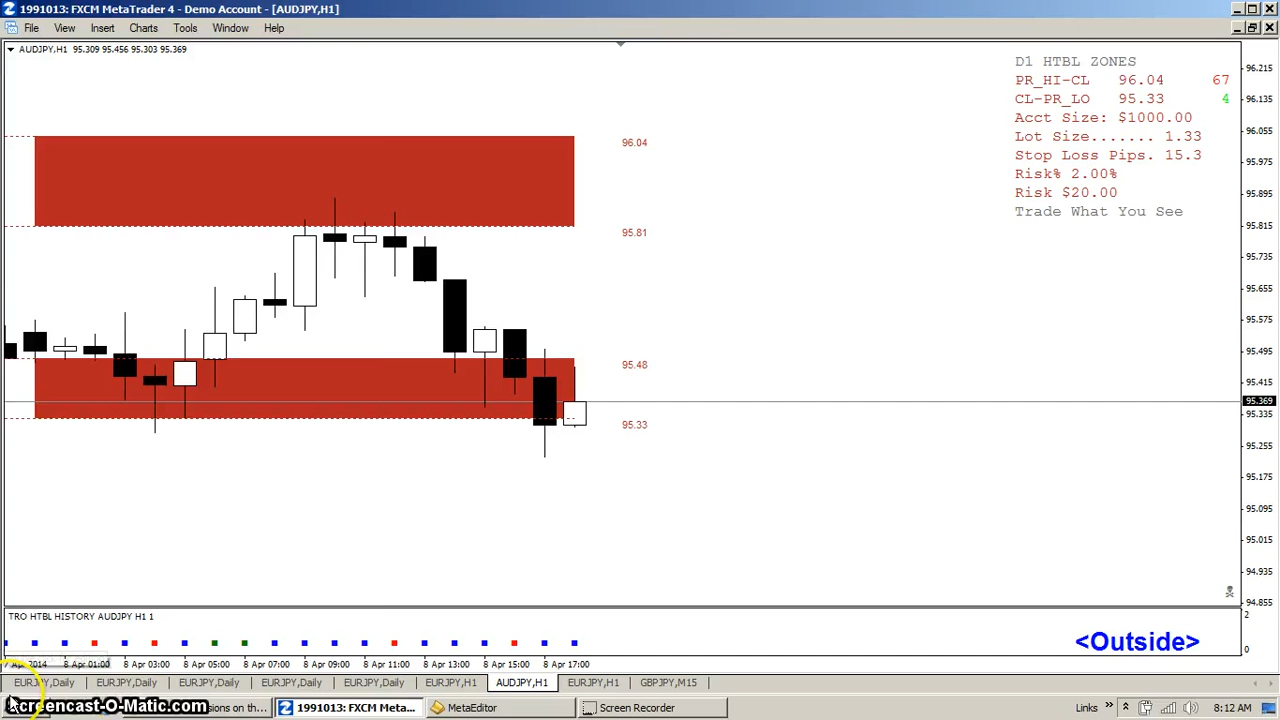 1991013: FXCM MetaTrader 4 - Demo Account - [AUDJPY,H1]
File View Insert Charts Tools Window Help
AUDJPY,H1 95.309 95.456 95.303 95.369
D1 HTBL ZONES
PR_HI-CL 96.04 67
CL-PR_LO 95.33 4
Acct Size: $1000.00
Lot Size....... 1.33
Stop Loss Pips. 15.3
Risk% 2.00%
Risk $20.00
Trade What You See
96.04
95.81
95.48
95.33
96.215
96.135
96.055
95.975
95.895
95.815
95.735
95.655
95.575
95.495
95.415
95.369
95.335
95.255
95.175
95.095
95.015
94.935
94.855
TRO HTBL HISTORY AUDJPY H1 1
2
<Outside>
0
Apr 2014 8 Apr 01:00 8 Apr 03:00 8 Apr 05:00 8 Apr 07:00 8 Apr 09:00 8 Apr 11:00 8 Apr 13:00 8 Apr 15:00 8 Apr 17:00
EURJPY,Daily EURJPY,Daily EURJPY,Daily EURJPY,Daily EURJPY,Daily EURJPY,H1 AUDJPY,H1 EURJPY,H1 GBPJPY,M15
Screencast-O-Matic.com
on the... 1991013: FXCM Meta... MetaEditor Screen Recorder Links 8:12 AM